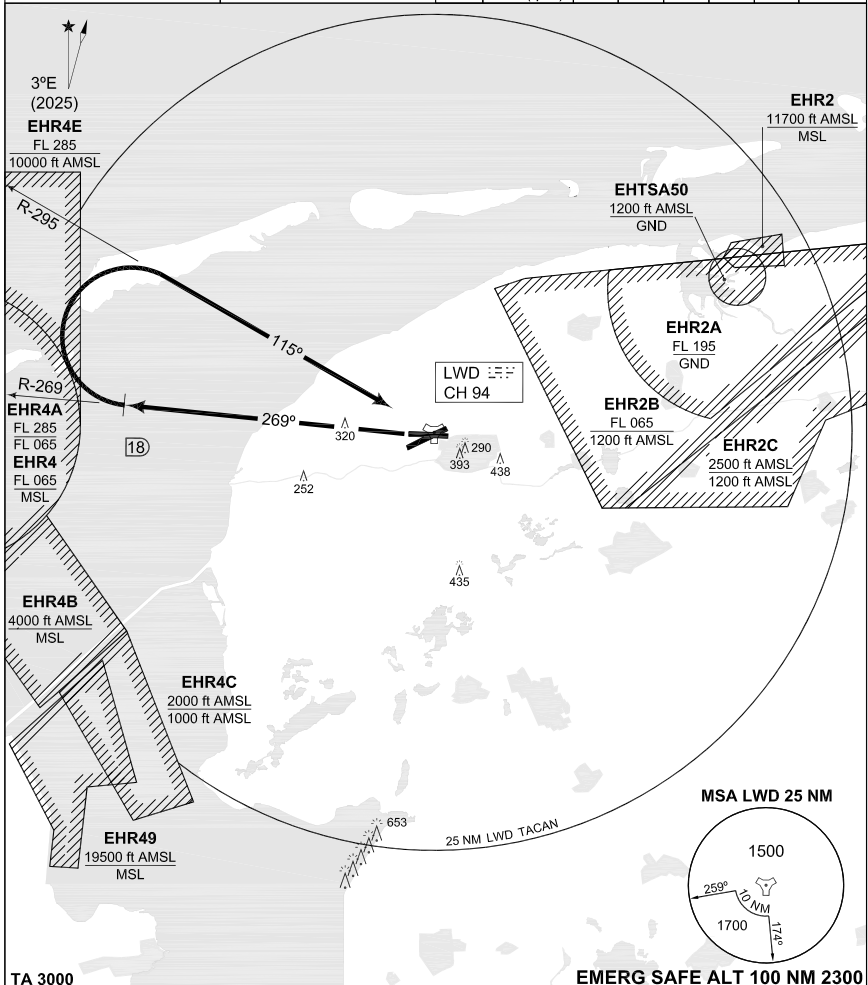 3ºE
(2025)
EHR4E
FL 285
10000 ft AMSL
EHR2
11700 ft AMSL
MSL
EHTSA50
1200 ft AMSL
GND
R-295
115º
EHR2A
FL 195
GND
LWD
CH 94
R-269
269º
EHR4A
FL 285
FL 065
EHR4
FL 065
MSL
18
320
290
393
438
252
EHR2B
FL 065
1200 ft AMSL
EHR2C
2500 ft AMSL
1200 ft AMSL
435
EHR4B
4000 ft AMSL
MSL
EHR4C
2000 ft AMSL
1000 ft AMSL
EHR49
19500 ft AMSL
MSL
653
25 NM LWD TACAN
MSA LWD 25 NM
1500
259º
10 NM
1700
174º
TA 3000
EMERG SAFE ALT 100 NM 2300